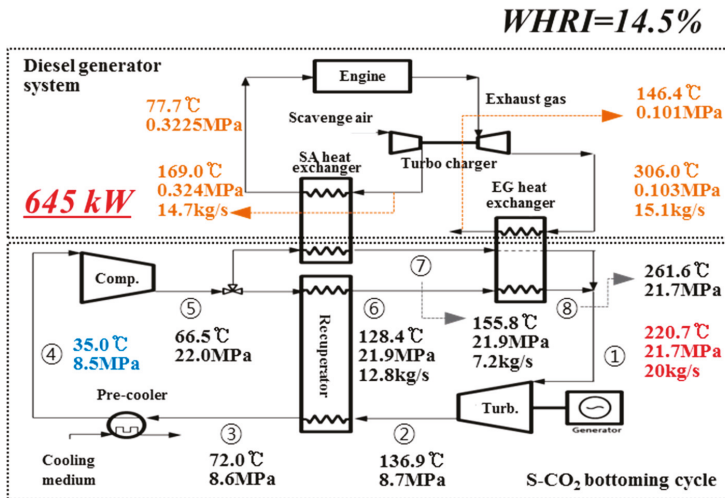 WHRI=14.5%
Diesel generator
system
Engine
77.7℃
0.3225MPa
Scavenge air
Exhaust gas
146.4℃
0.101MPa
Turbo charger
169.0℃
0.324MPa
14.7kg/s
SA heat
exchanger
645 kW
EG heat
exchanger
306.0℃
0.103MPa
15.1kg/s
Comp.
⑤
66.5℃
22.0MPa
④
35.0℃
8.5MPa
Recuperator
⑥
128.4℃
21.9MPa
12.8kg/s
⑦
155.8℃
21.9MPa
7.2kg/s
⑧
261.6℃
21.7MPa
①
220.7℃
21.7MPa
20kg/s
Pre-cooler
Cooling
medium
③
72.0℃
8.6MPa
②
136.9℃
8.7MPa
Turb.
Generator
S-CO₂ bottoming cycle